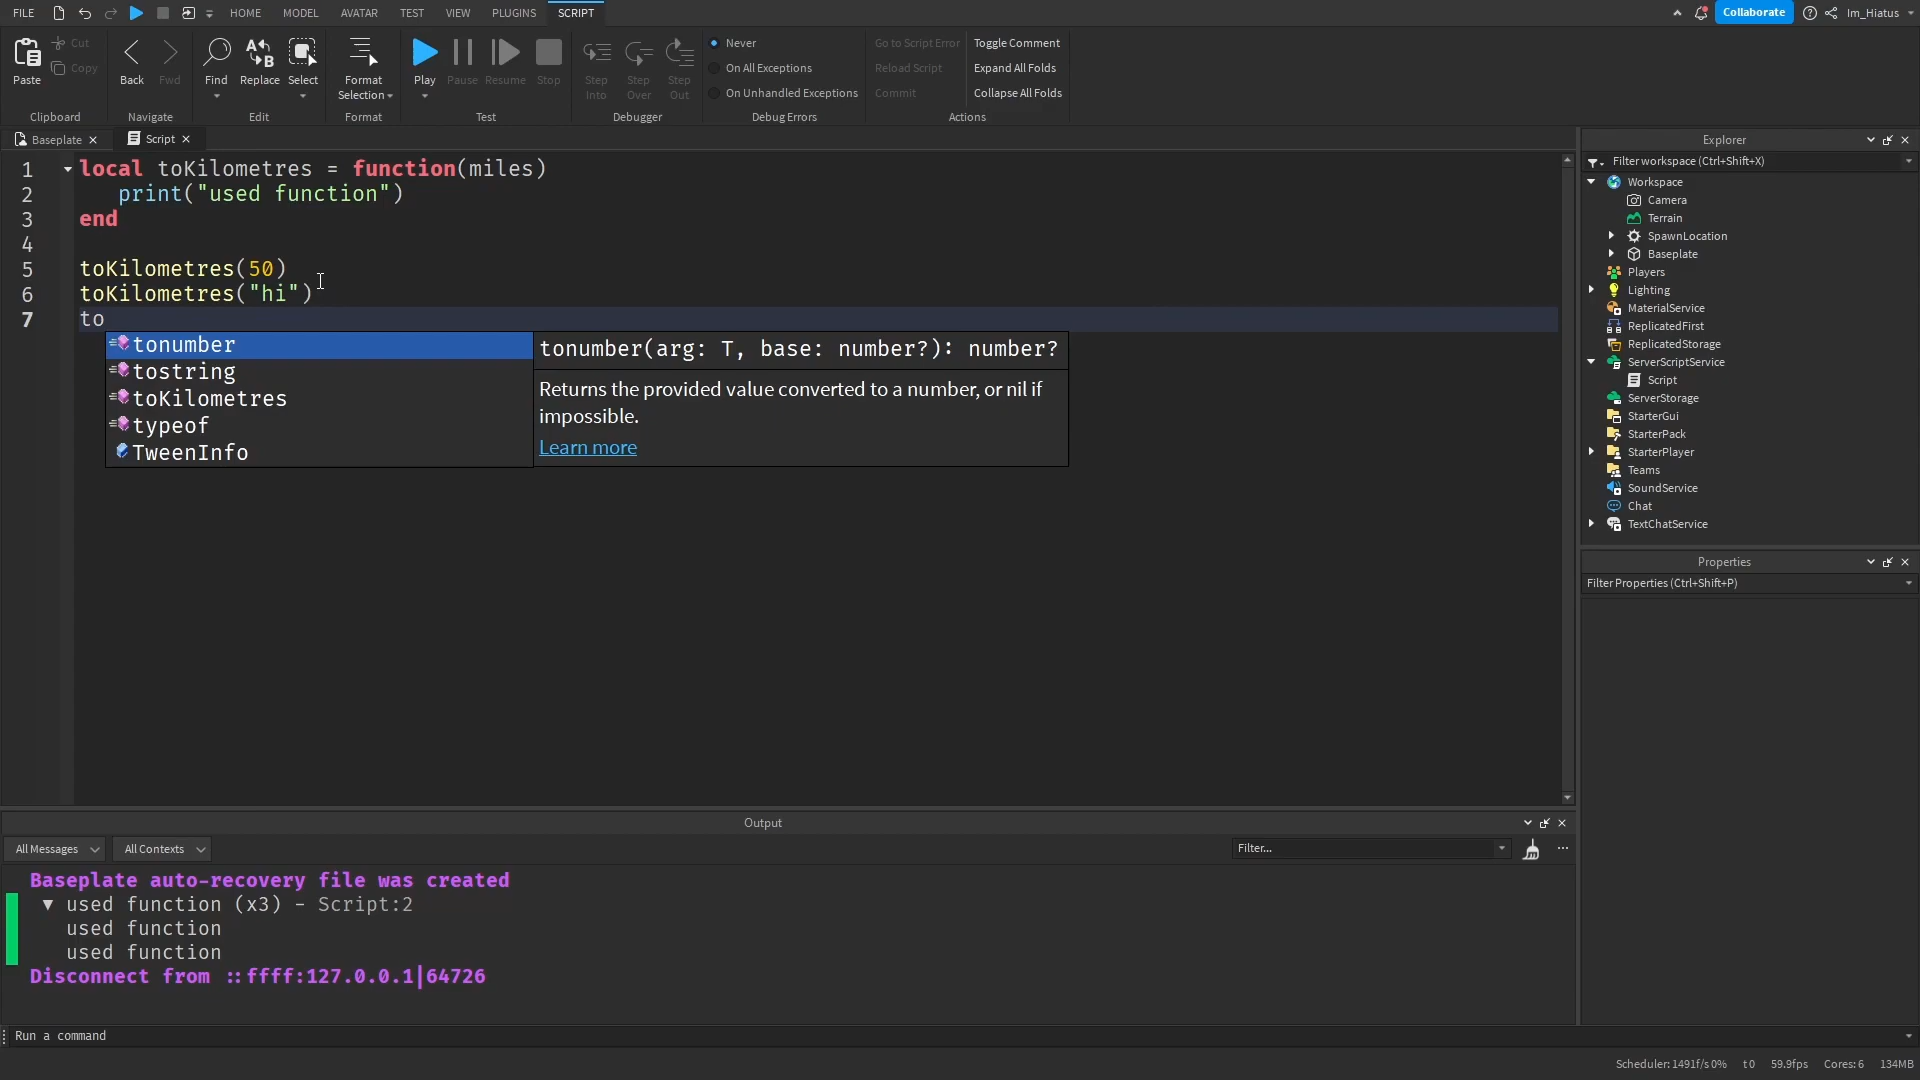 FILE HOME MODEL AVATAR TEST VIEW PLUGINS SCRIPT Collaborate Im_Hiatus
Paste Cut Copy
Back Fwd
Find Replace Select
Format Selection
Play Pause Resume Stop
Step Into Step Over Step Out
Never
On All Exceptions
On Unhandled Exceptions
Go to Script Error
Reload Script
Commit
Toggle Comment
Expand All Folds
Collapse All Folds
Clipboard Navigate Edit Format Test Debugger Debug Errors Actions
Baseplate Script
1 local toKilometres = function(miles)
2 print("used function")
3 end
4
5 toKilometres(50)
6 toKilometres("hi")
7 to
tonumber
tostring
toKilometres
typeof
TweenInfo
tonumber(arg: T, base: number?): number?
Returns the provided value converted to a number, or nil if
impossible.
Learn more
Explorer
Filter workspace (Ctrl+Shift+X)
Workspace
Camera
Terrain
SpawnLocation
Baseplate
Players
Lighting
MaterialService
ReplicatedFirst
ReplicatedStorage
ServerScriptService
Script
ServerStorage
StarterGui
StarterPack
StarterPlayer
Teams
SoundService
Chat
TextChatService
Properties
Filter Properties (Ctrl+Shift+P)
Output
All Messages All Contexts Filter...
Baseplate auto-recovery file was created
used function (x3) - Script:2
used function
used function
Disconnect from ::ffff:127.0.0.1|64726
Run a command
Scheduler: 1491f/s 0% t 0 59.9fps Cores: 6 134MB